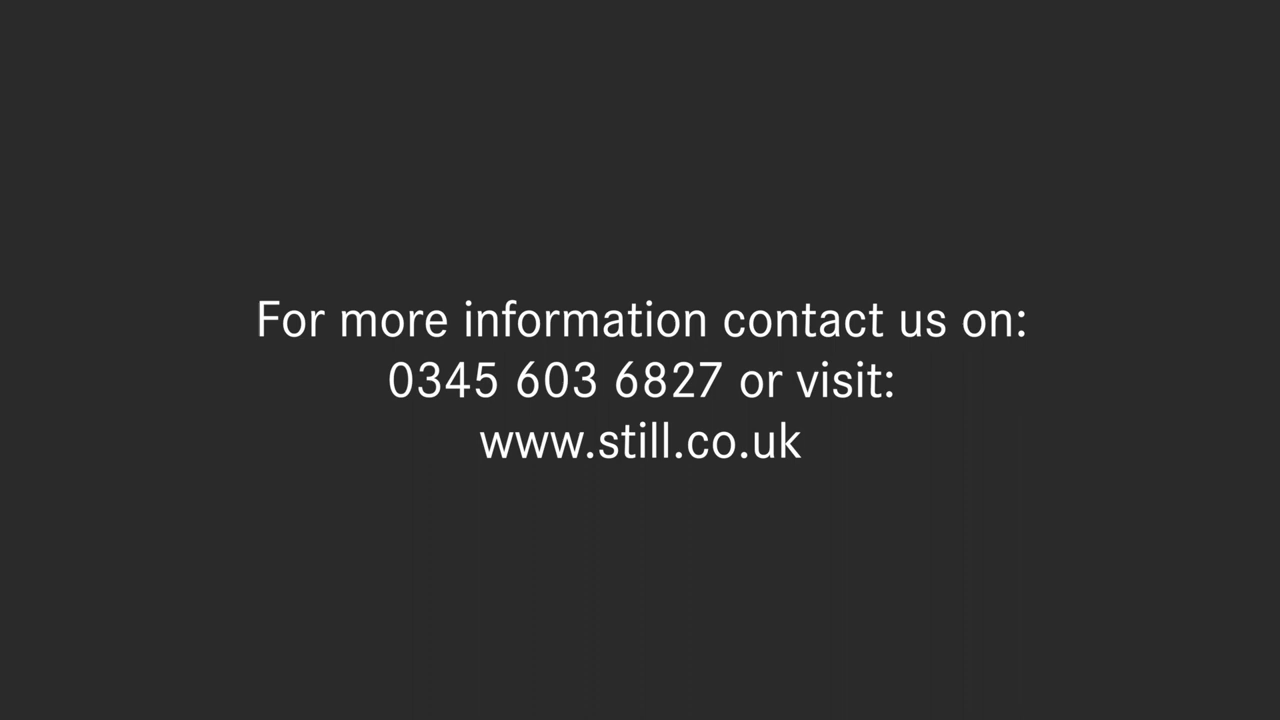 For more information contact us on:
0345 603 6827 or visit:
www.still.co.uk